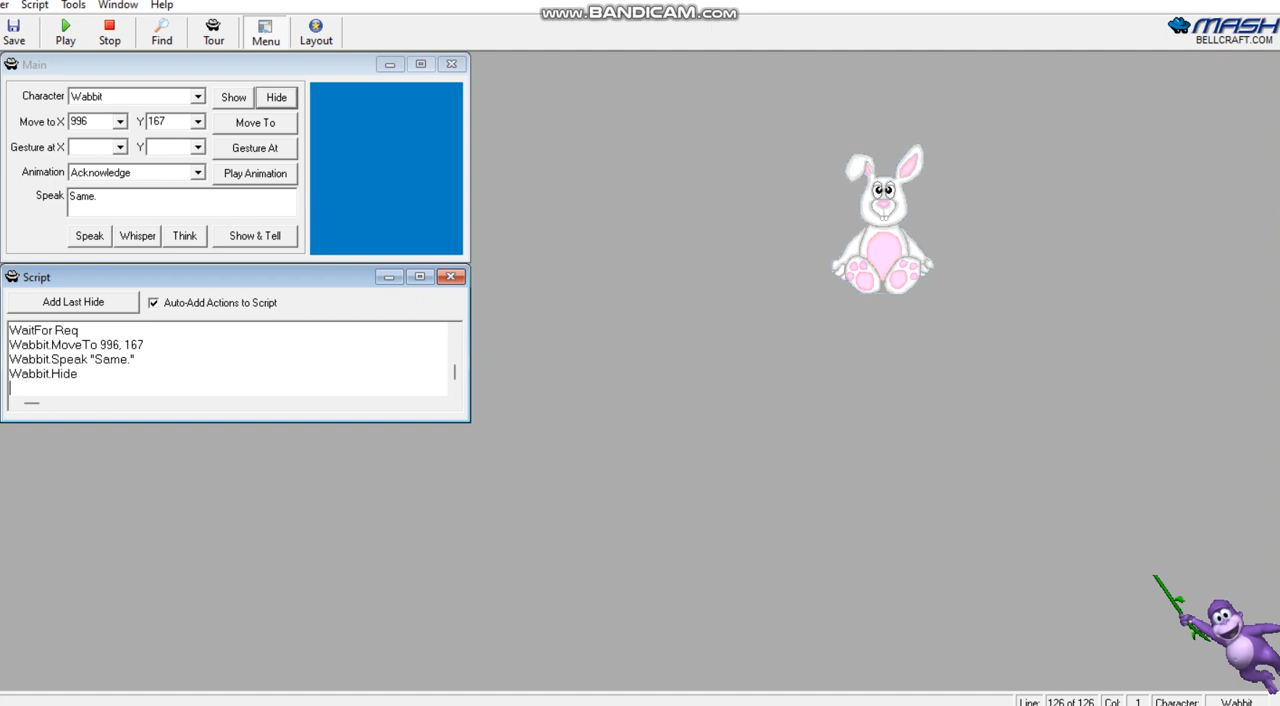 www.BANDICAM.com
er Script Tools Window Help
Save Play Stop Find Tour Menu Layout
MASH
BELLCRAFT.COM
Main
Character Wabbit Show Hide
Move to X 996 Y 167 Move To
Gesture at X Y Gesture At
Animation Acknowledge Play Animation
Speak Same.
Speak Whisper Think Show & Tell
Script
Add Last Hide Auto-Add Actions to Script
WaitFor Req
Wabbit.MoveTo 996, 167
Wabbit.Speak "Same."
Wabbit.Hide
Line: 126 of 126 Col: 1 Character: Wabbit